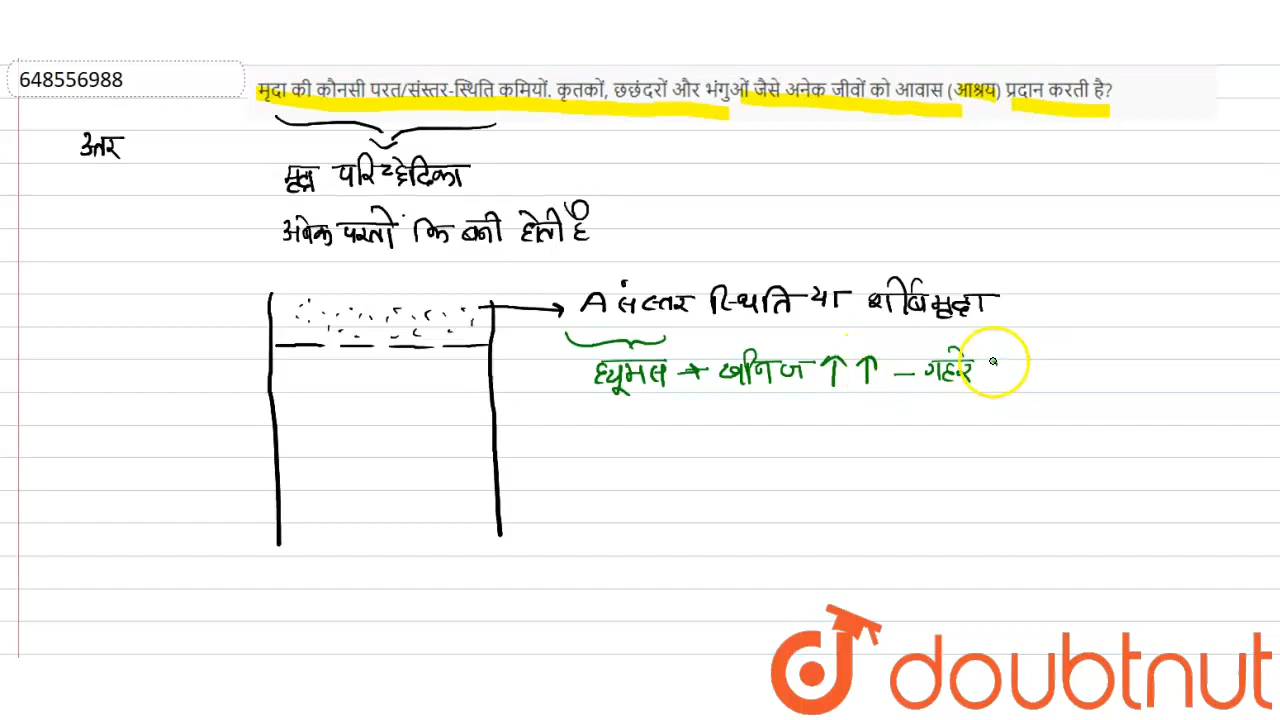 648556988
मृदा की कौनसी परत/संस्तर-स्थिति कमियों. कृतकों, छछंदरों और भंगुओं जैसे अनेक जीवों को आवास (आश्रय) प्रदान करती है?
उत्तर
मृदा परिच्छेदिका
अनेक परतो कि बनी होती है
A संस्तर स्थिति या शीर्षमृदा
ह्यूमस + खनिज ↑ ↑ – गहरे
doubtnut